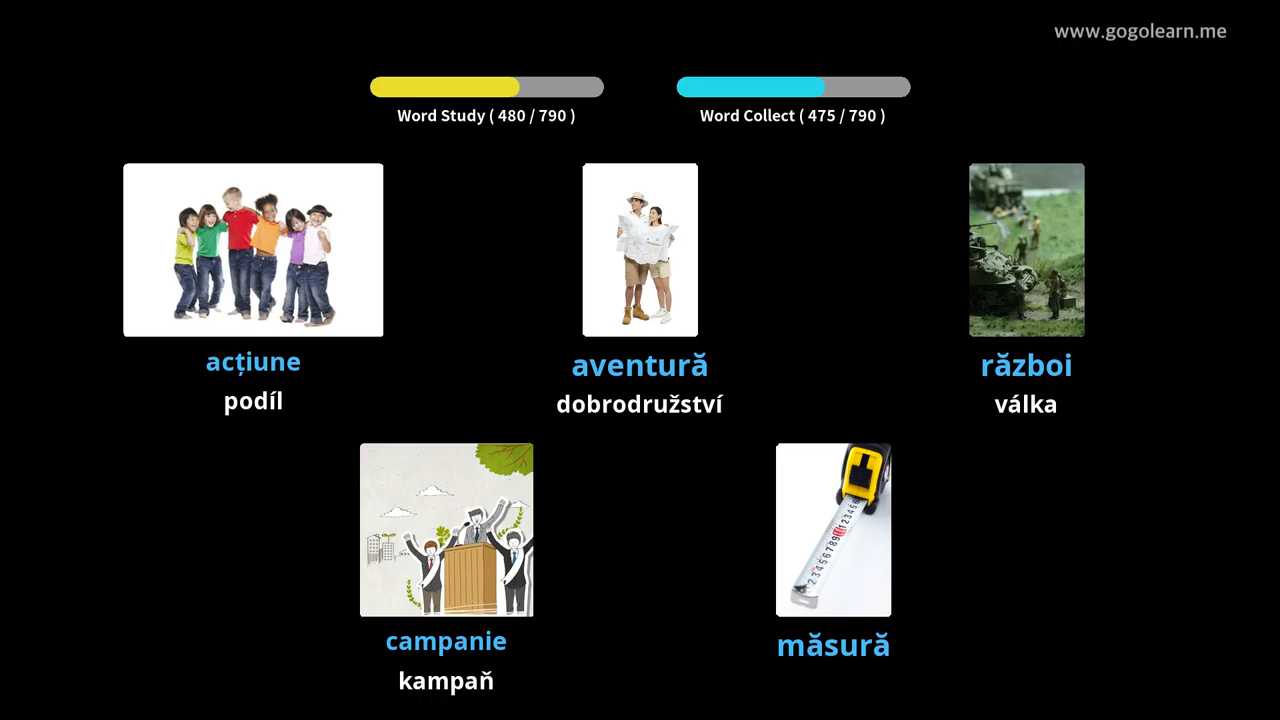 www.gogolearn.me
Word Study ( 480 / 790 )
Word Collect ( 475 / 790 )
acțiune
podíl
aventură
dobrodružství
război
válka
campanie
kampaň
măsură